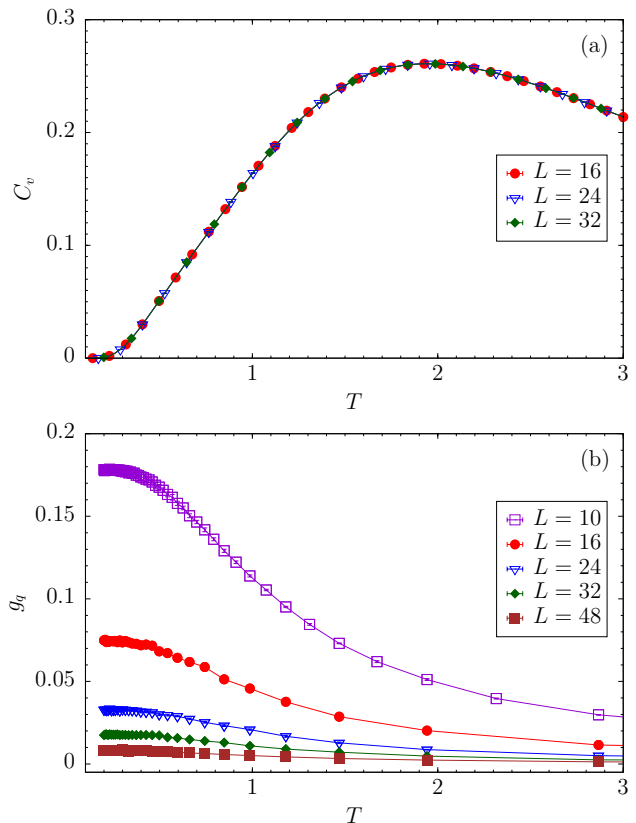 0.3
(a)
0.2
C_v
L = 16
L = 24
L = 32
0.1
0
1
2
3
T
0.2
(b)
0.15
L = 10
L = 16
L = 24
L = 32
L = 48
g_q
0.1
0.05
0
1
2
3
T